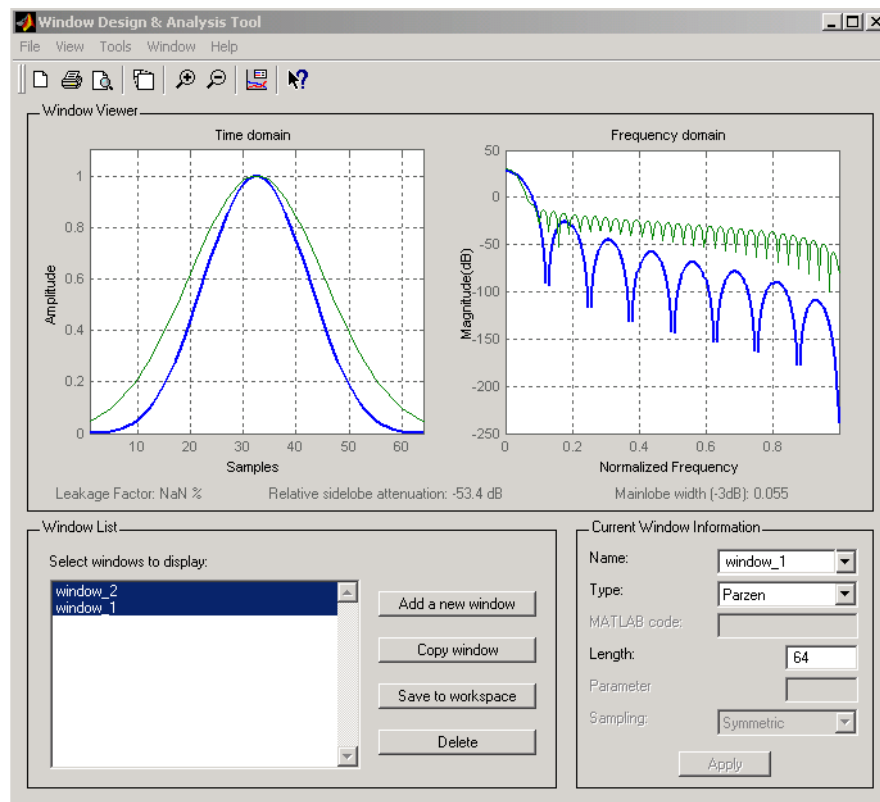 Window Design & Analysis Tool
File View Tools Window Help
Window Viewer
Time domain
Frequency domain
1
0.8
0.6
0.4
0.2
0
Amplitude
10 20 30 40 50 60
Samples
50
0
-50
-100
-150
-200
-250
Magnitude(dB)
0 0.2 0.4 0.6 0.8
Normalized Frequency
Leakage Factor: NaN % Relative sidelobe attenuation: -53.4 dB Mainlobe width (-3dB): 0.055
Window List
Select windows to display:
window_2
window_1
Add a new window
Copy window
Save to workspace
Delete
Current Window Information
Name: window_1
Type: Parzen
MATLAB code:
Length: 64
Parameter
Sampling: Symmetric
Apply